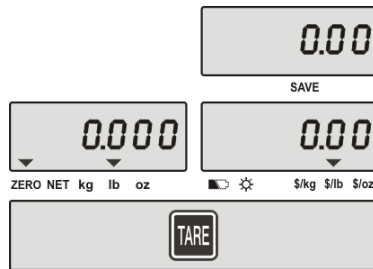 0.00
SAVE
0.000 0.00
ZERO NET kg lb oz $/kg $/lb $/oz
TARE